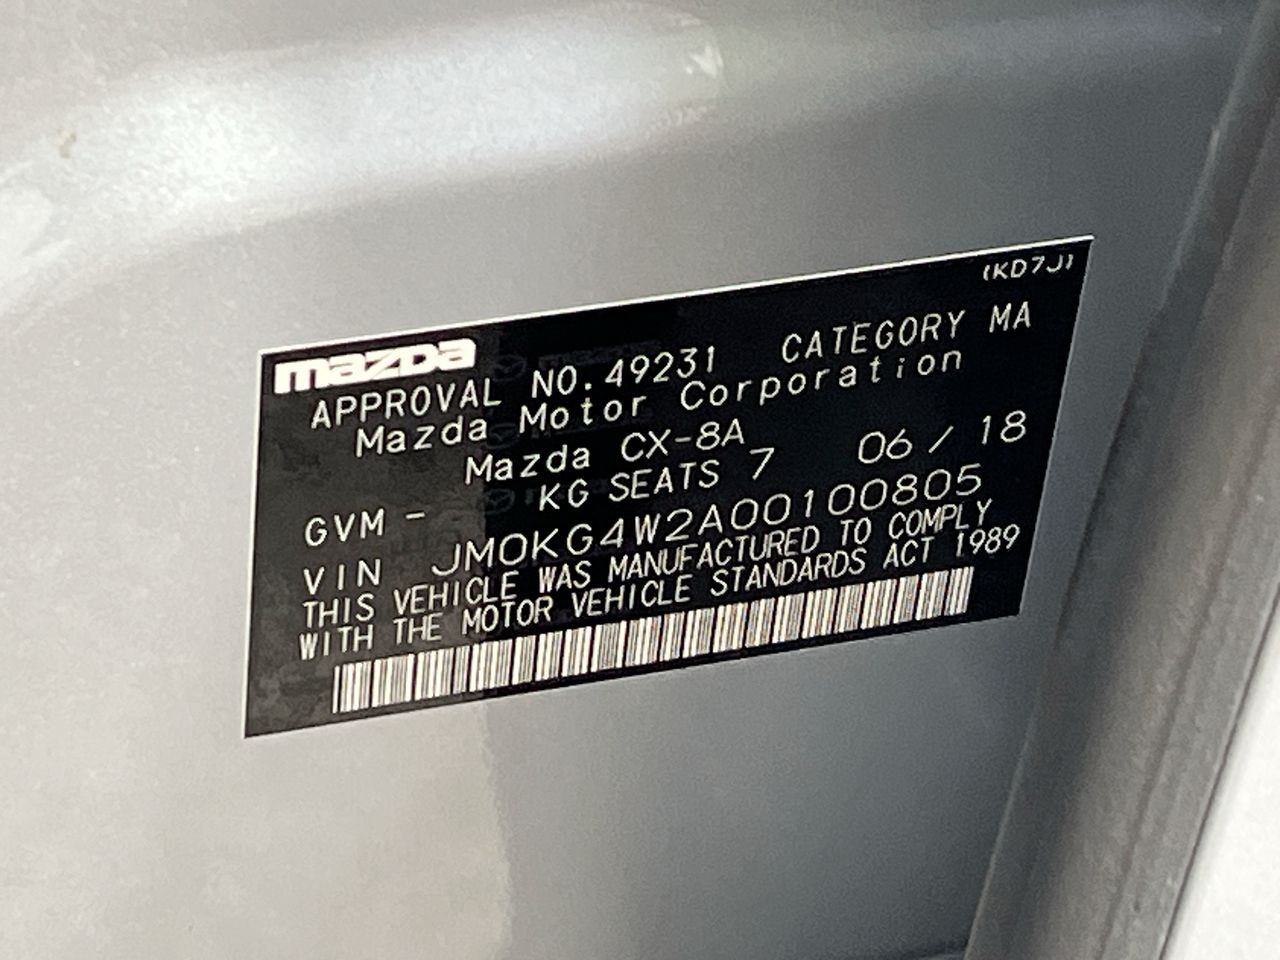 (KD7J)
mazda
APPROVAL NO.49231 CATEGORY MA
Mazda Motor Corporation
Mazda CX-8A
GVM - KG SEATS 7 06/18
VIN JM0KG4W2A00100805
THIS VEHICLE WAS MANUFACTURED TO COMPLY
WITH THE MOTOR VEHICLE STANDARDS ACT 1989